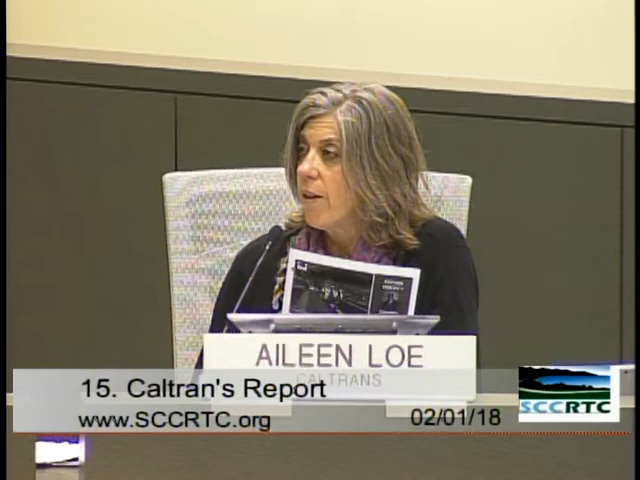 AILEEN LOE
CALTRANS
15. Caltran's Report
www.SCCRTC.org
02/01/18
SCCRTC